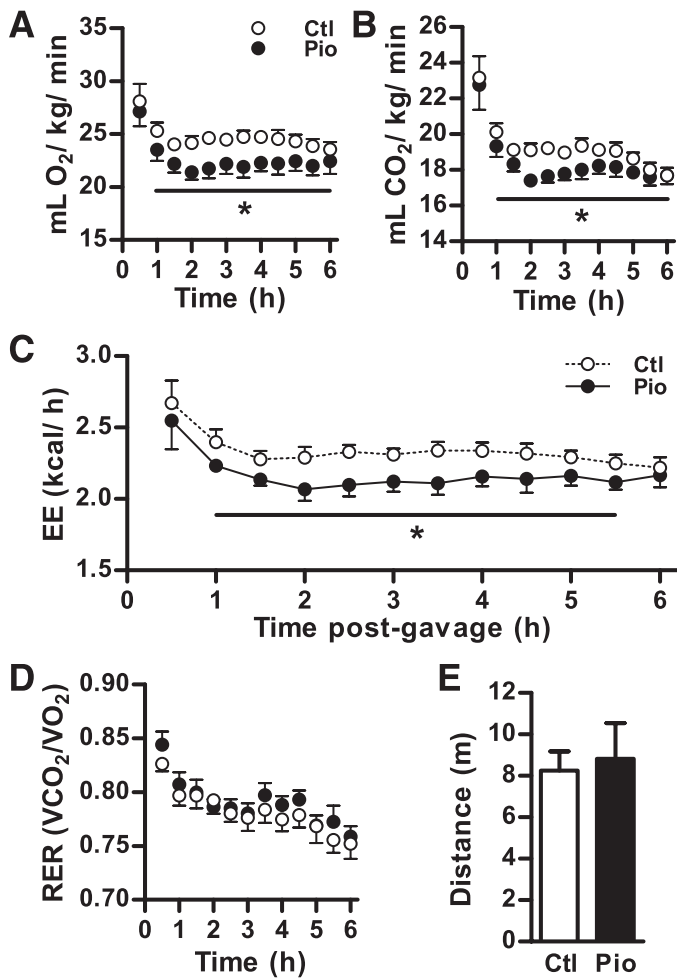 A
mL O2/ kg/ min
35
30
25
20
15
0 1 2 3 4 5 6
Time (h)
Ctl
Pio
*
B
mL CO2/ kg/ min
26
24
22
20
18
16
14
0 1 2 3 4 5 6
Time (h)
*
C
EE (kcal/ h)
3.0
2.5
2.0
1.5
0 1 2 3 4 5 6
Time post-gavage (h)
Ctl
Pio
*
D
RER (VCO2/VO2)
0.90
0.85
0.80
0.75
0.70
0 1 2 3 4 5 6
Time (h)
E
Distance (m)
12
10
8
6
4
2
0
Ctl Pio